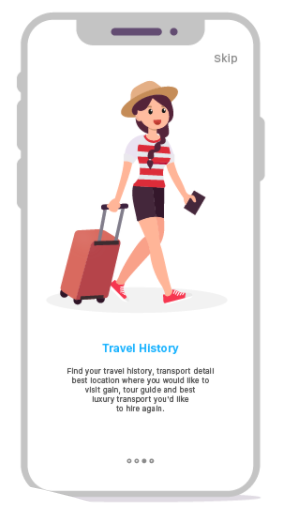 Skip
Travel History
Find your travel history, transport detail
best location where you would like to
visit gain, tour guide and best
luxury transport you'd like
to hire again.